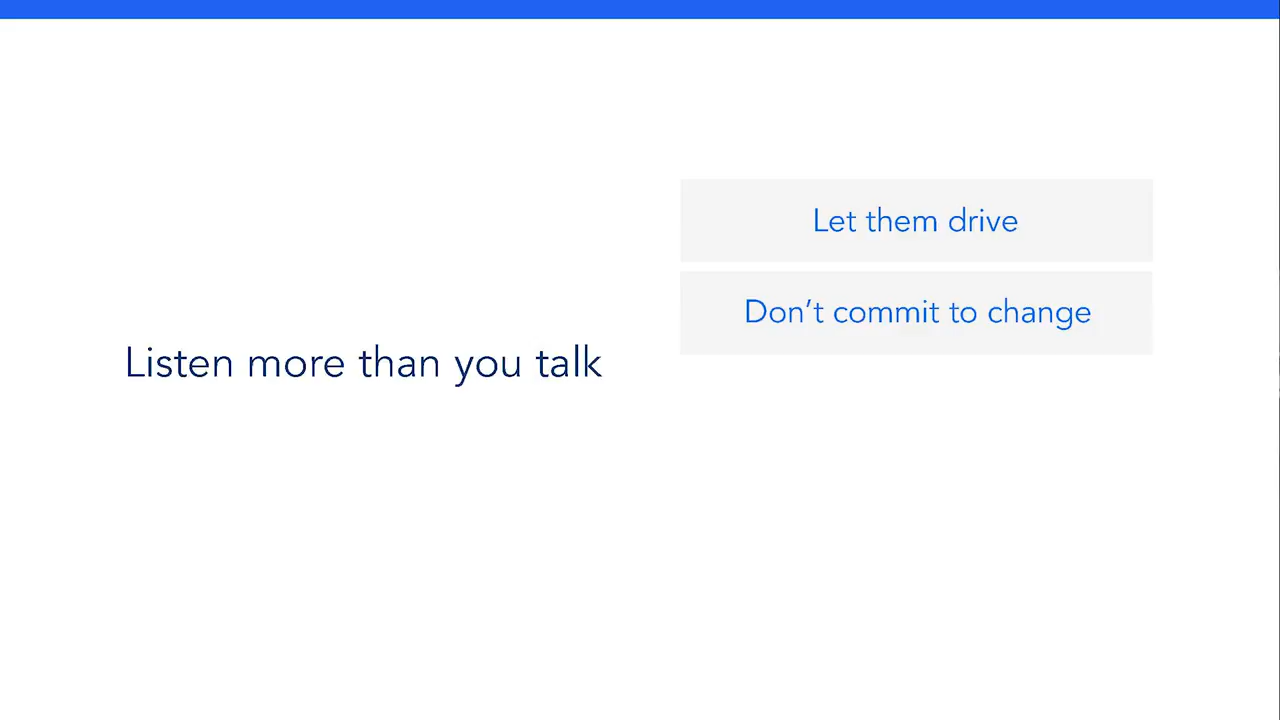 Listen more than you talk
Let them drive
Don’t commit to change